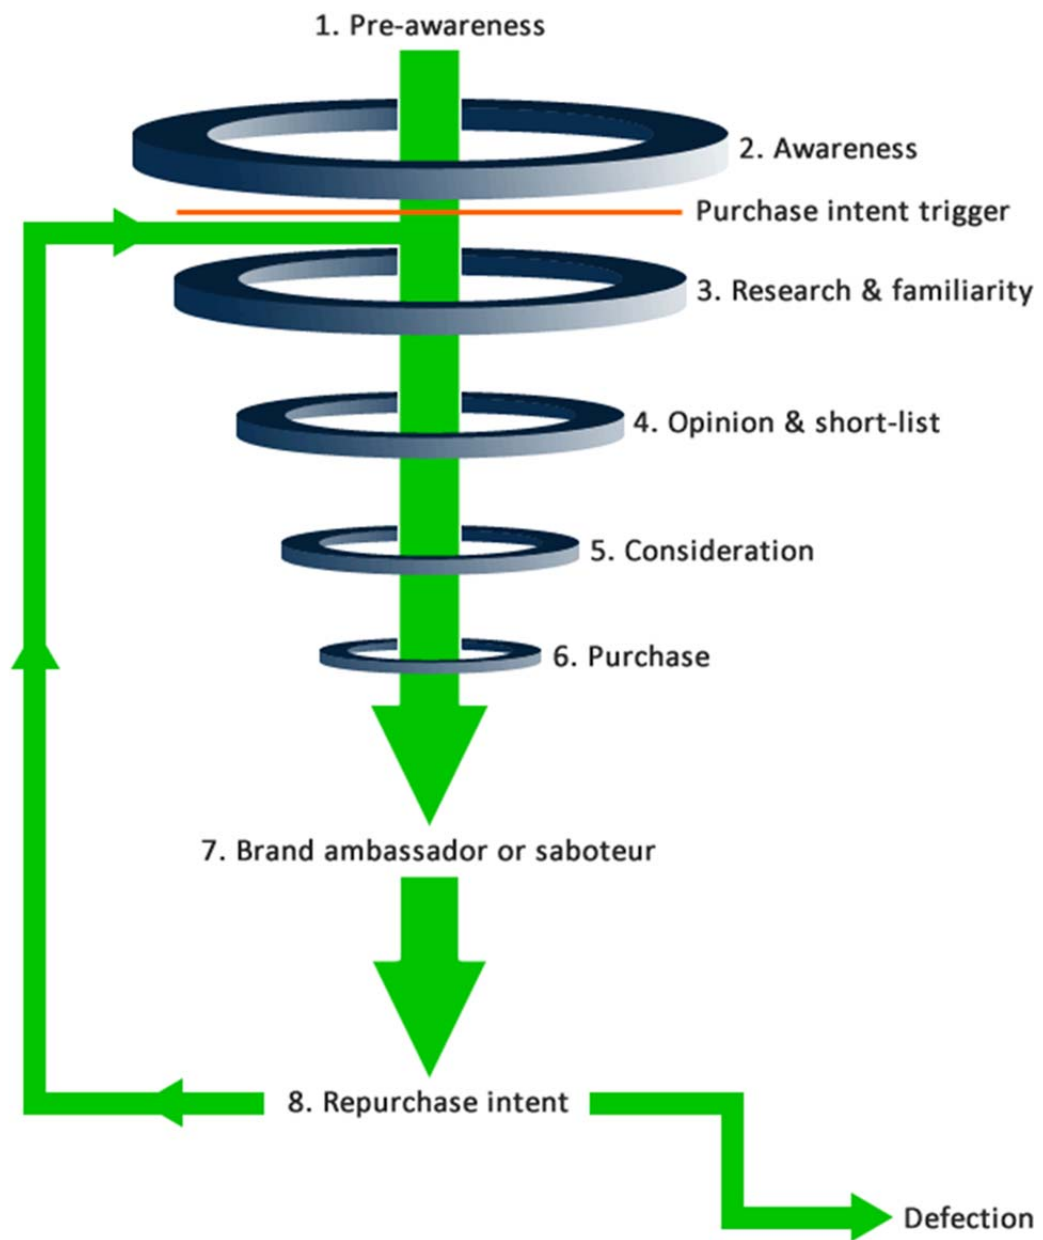 1. Pre-awareness
2. Awareness
Purchase intent trigger
3. Research & familiarity
4. Opinion & short-list
5. Consideration
6. Purchase
7. Brand ambassador or saboteur
8. Repurchase intent
Defection